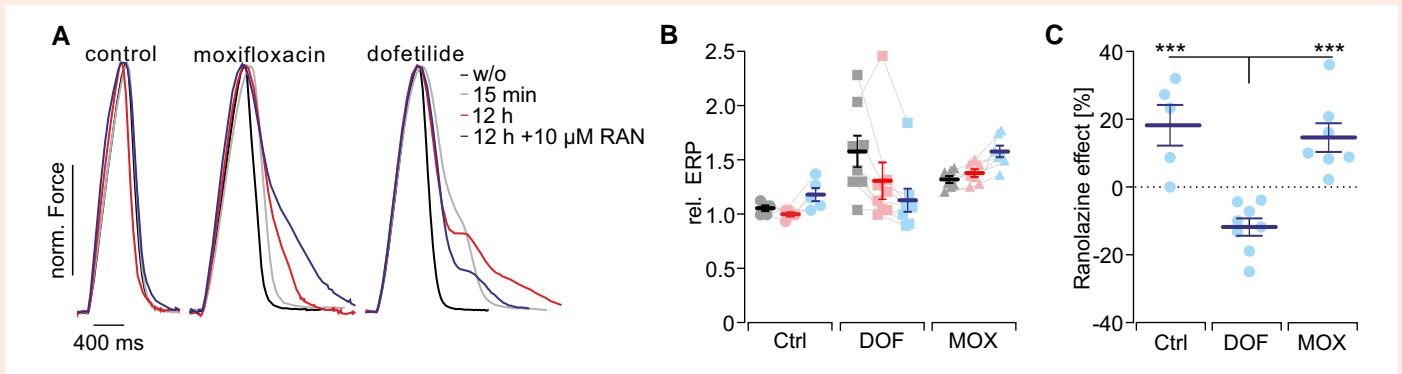 A
control
moxifloxacin
dofetilide
w/o
15 min
12 h
12 h +10 µM RAN
norm. Force
400 ms
B
rel. ERP
2.5
2.0
1.5
1.0
0.5
0
Ctrl
DOF
MOX
C
Ranolazine effect [%]
40
20
0
-20
-40
***
***
Ctrl
DOF
MOX